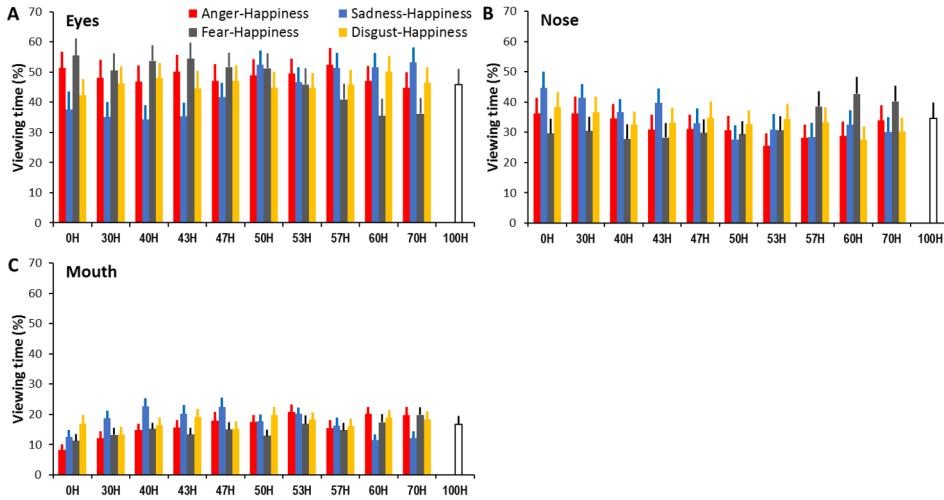 A Eyes
Anger-Happiness Sadness-Happiness
Fear-Happiness Disgust-Happiness
Viewing time (%)
70
60
50
40
30
20
10
0
0H 30H 40H 43H 47H 50H 53H 57H 60H 70H 100H
B Nose
Viewing time (%)
70
60
50
40
30
20
10
0
0H 30H 40H 43H 47H 50H 53H 57H 60H 70H 100H
C Mouth
Viewing time (%)
70
60
50
40
30
20
10
0
0H 30H 40H 43H 47H 50H 53H 57H 60H 70H 100H